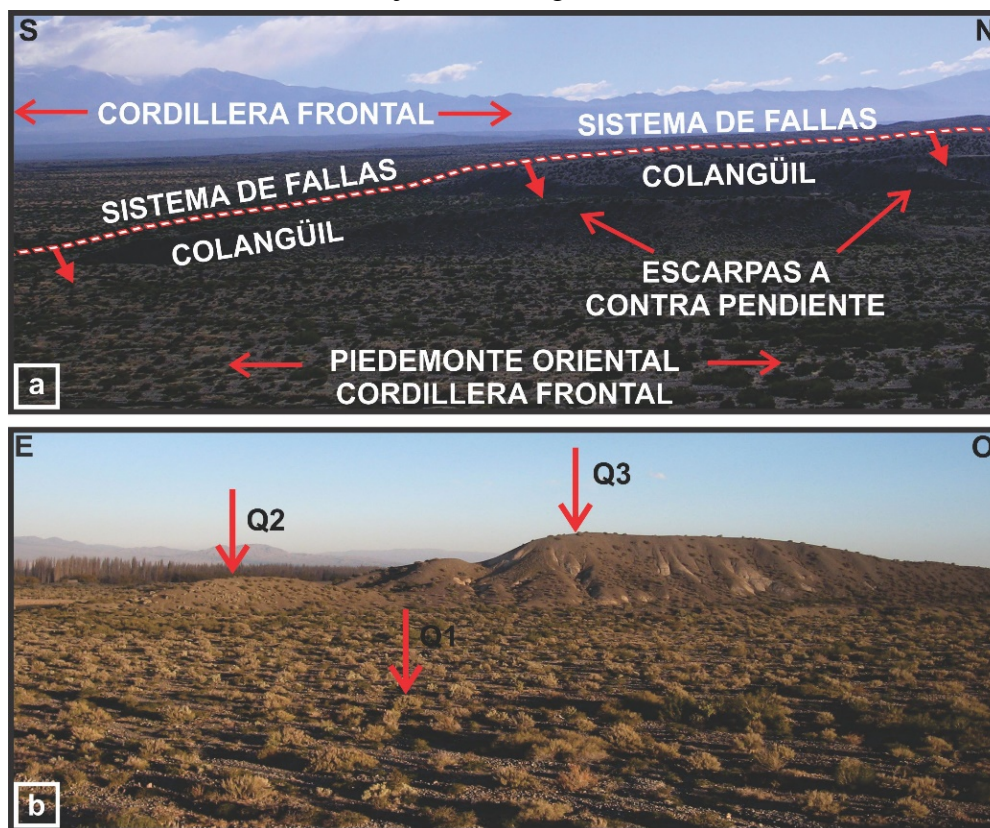 S N
CORDILLERA FRONTAL
SISTEMA DE FALLAS
SISTEMA DE FALLAS
COLANGÜIL
COLANGÜIL
ESCARPAS A
CONTRA PENDIENTE
PIEDEMONTE ORIENTAL
CORDILLERA FRONTAL
a
E O
Q3
Q2
Q1
b